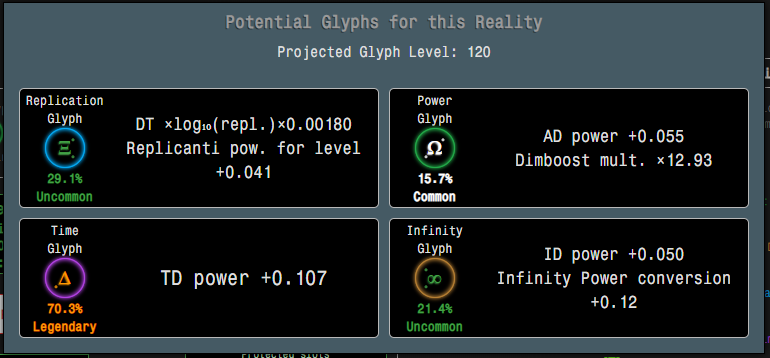 Potential Glyphs for this Reality
Projected Glyph Level: 120
Replication
Glyph
Ξ
29.1%
Uncommon
DT ×log₁₀(repl.)×0.00180
Replicanti pow. for level
+0.041
Power
Glyph
Ω
15.7%
Common
AD power +0.055
Dimboost mult. ×12.93
Time
Glyph
Δ
70.3%
Legendary
TD power +0.107
Infinity
Glyph
∞
21.4%
Uncommon
ID power +0.050
Infinity Power conversion
+0.12
Protected slots